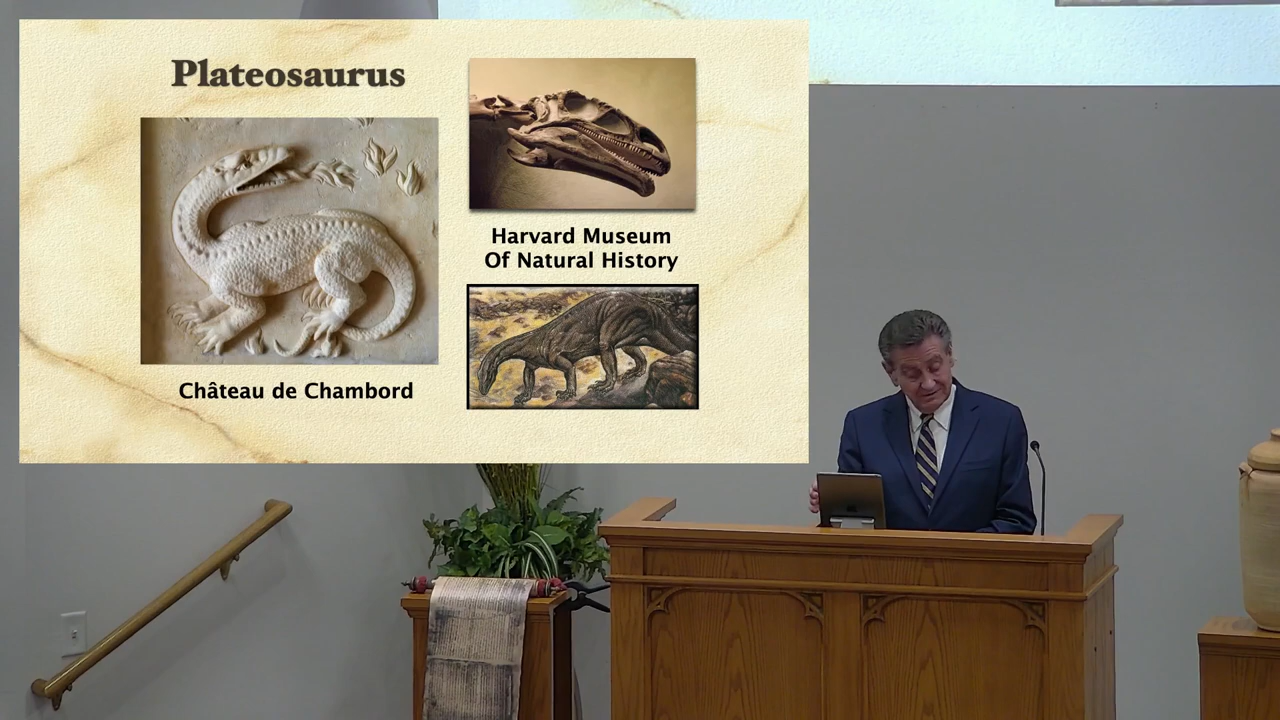 Plateosaurus
Harvard Museum
Of Natural History
Château de Chambord